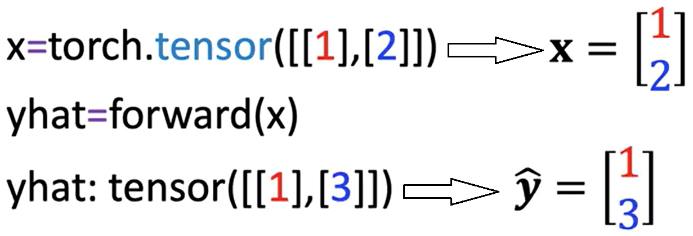 x=torch.tensor([[1],[2]]) ⇨ x = [1 2]
yhat=forward(x)
yhat: tensor([[1],[3]]) ⇨ ŷ = [1 3]